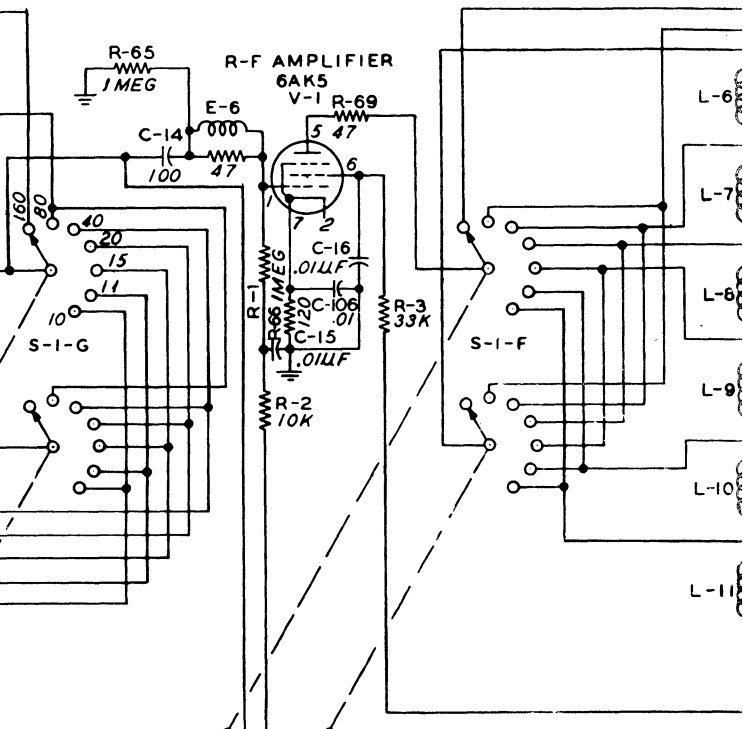 R-65
1 MEG
R-F AMPLIFIER
6AK5
V-1
R-69
47
5
E-6
C-14
100
47
6
1
7
2
L-6
L-7
L-8
L-9
L-10
L-11
160
80
40
20
15
11
10
S-1-G
R-1
1MEG
C-16
.01UF
C-106
.01
R66
120
C-15
.01UF
R-2
10K
R-3
33K
S-1-F